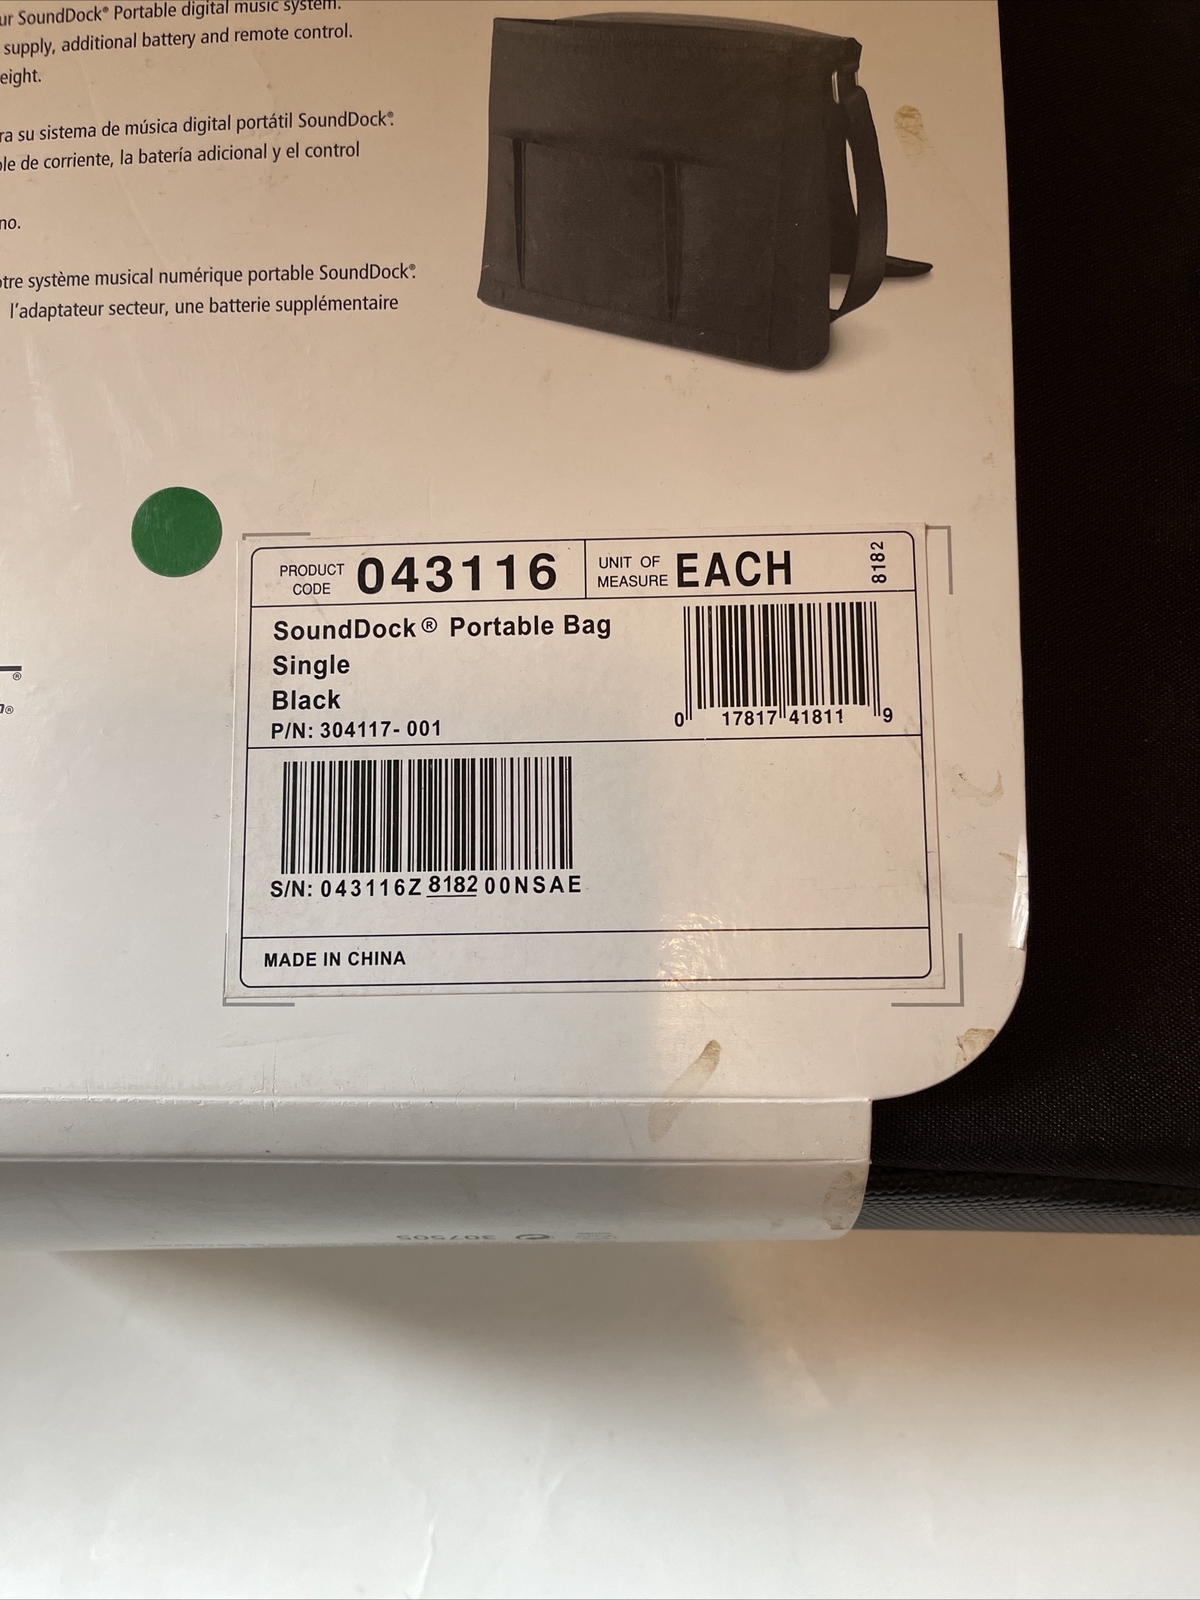 ur SoundDock® Portable digital music system.
supply, additional battery and remote control.
eight.
ra su sistema de música digital portátil SoundDock®.
ble de corriente, la batería adicional y el control
no.
otre système musical numérique portable SoundDock®.
l'adaptateur secteur, une batterie supplémentaire
®
®
PRODUCT CODE 043116
UNIT OF MEASURE EACH
8182
SoundDock® Portable Bag
Single
Black
P/N: 304117-001
0 17817 41811 9
S/N: 043116Z 8182 00NSAE
MADE IN CHINA